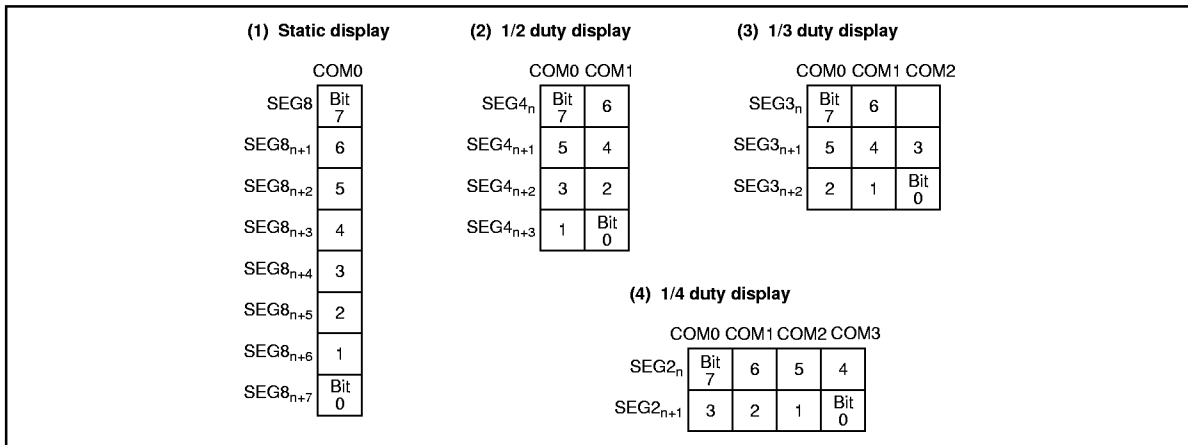 (1) Static display
COM0
SEG8 Bit 7
SEG8n+1 6
SEG8n+2 5
SEG8n+3 4
SEG8n+4 3
SEG8n+5 2
SEG8n+6 1
SEG8n+7 Bit 0
(2) 1/2 duty display
COM0 COM1
SEG4n Bit 7 6
SEG4n+1 5 4
SEG4n+2 3 2
SEG4n+3 1 Bit 0
(3) 1/3 duty display
COM0 COM1 COM2
SEG3n Bit 7 6
SEG3n+1 5 4 3
SEG3n+2 2 1 Bit 0
(4) 1/4 duty display
COM0 COM1 COM2 COM3
SEG2n Bit 7 6 5 4
SEG2n+1 3 2 1 Bit 0